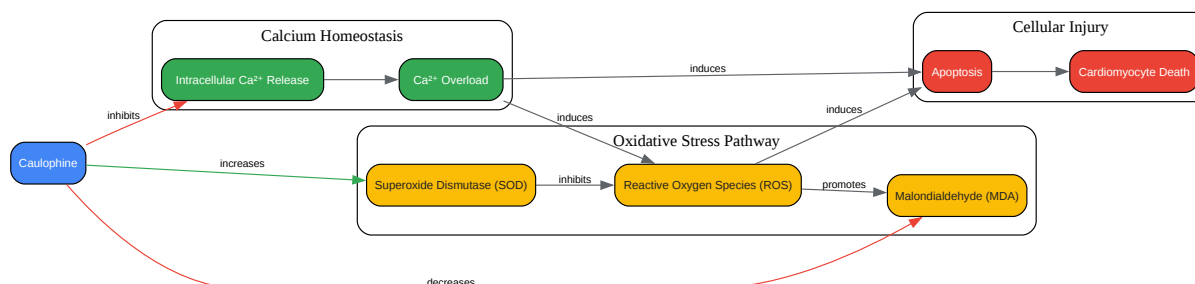 Calcium Homeostasis
Cellular Injury
Intracellular Ca²⁺ Release
Ca²⁺ Overload
induces
Apoptosis
Cardiomyocyte Death
inhibits
induces
induces
Oxidative Stress Pathway
Caulophine
increases
Superoxide Dismutase (SOD)
inhibits
Reactive Oxygen Species (ROS)
promotes
Malondialdehyde (MDA)
decreases